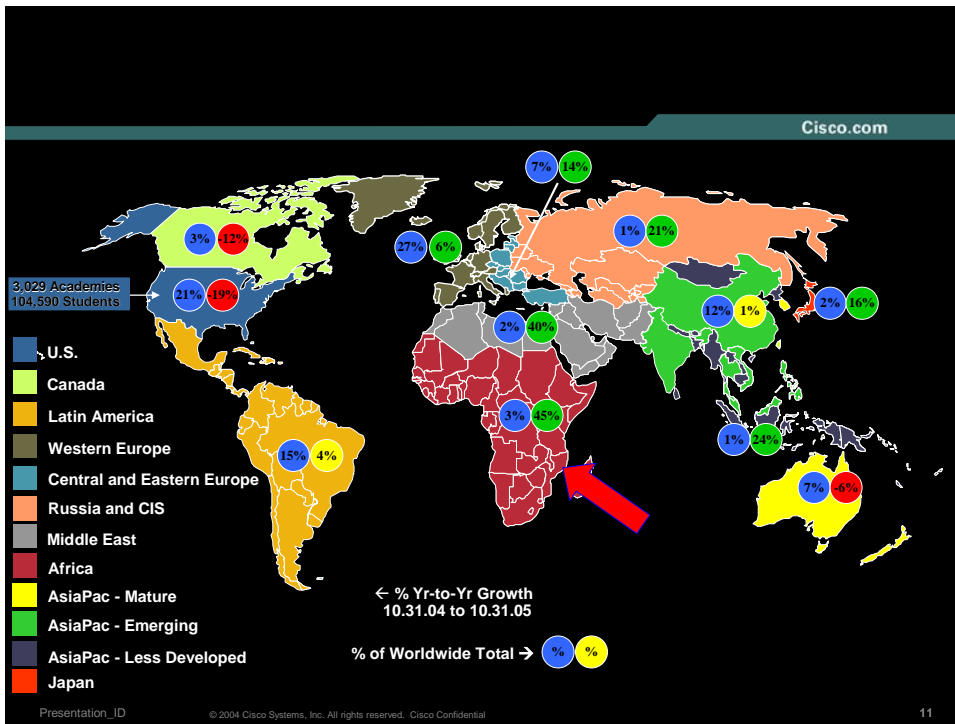 Cisco.com
7% 14%
3% -12%
27% 6%
1% 21%
3,029 Academies
104,590 Students
21% -19%
12% 1%
2% 16%
2% 40%
U.S.
Canada
Latin America
3% 45%
1% 24%
Western Europe
15% 4%
Central and Eastern Europe
7% -6%
Russia and CIS
Middle East
Africa
AsiaPac - Mature
AsiaPac - Emerging
AsiaPac - Less Developed
Japan
← % Yr-to-Yr Growth
10.31.04 to 10.31.05
% of Worldwide Total → % %
Presentation_ID
© 2004 Cisco Systems, Inc. All rights reserved. Cisco Confidential
11